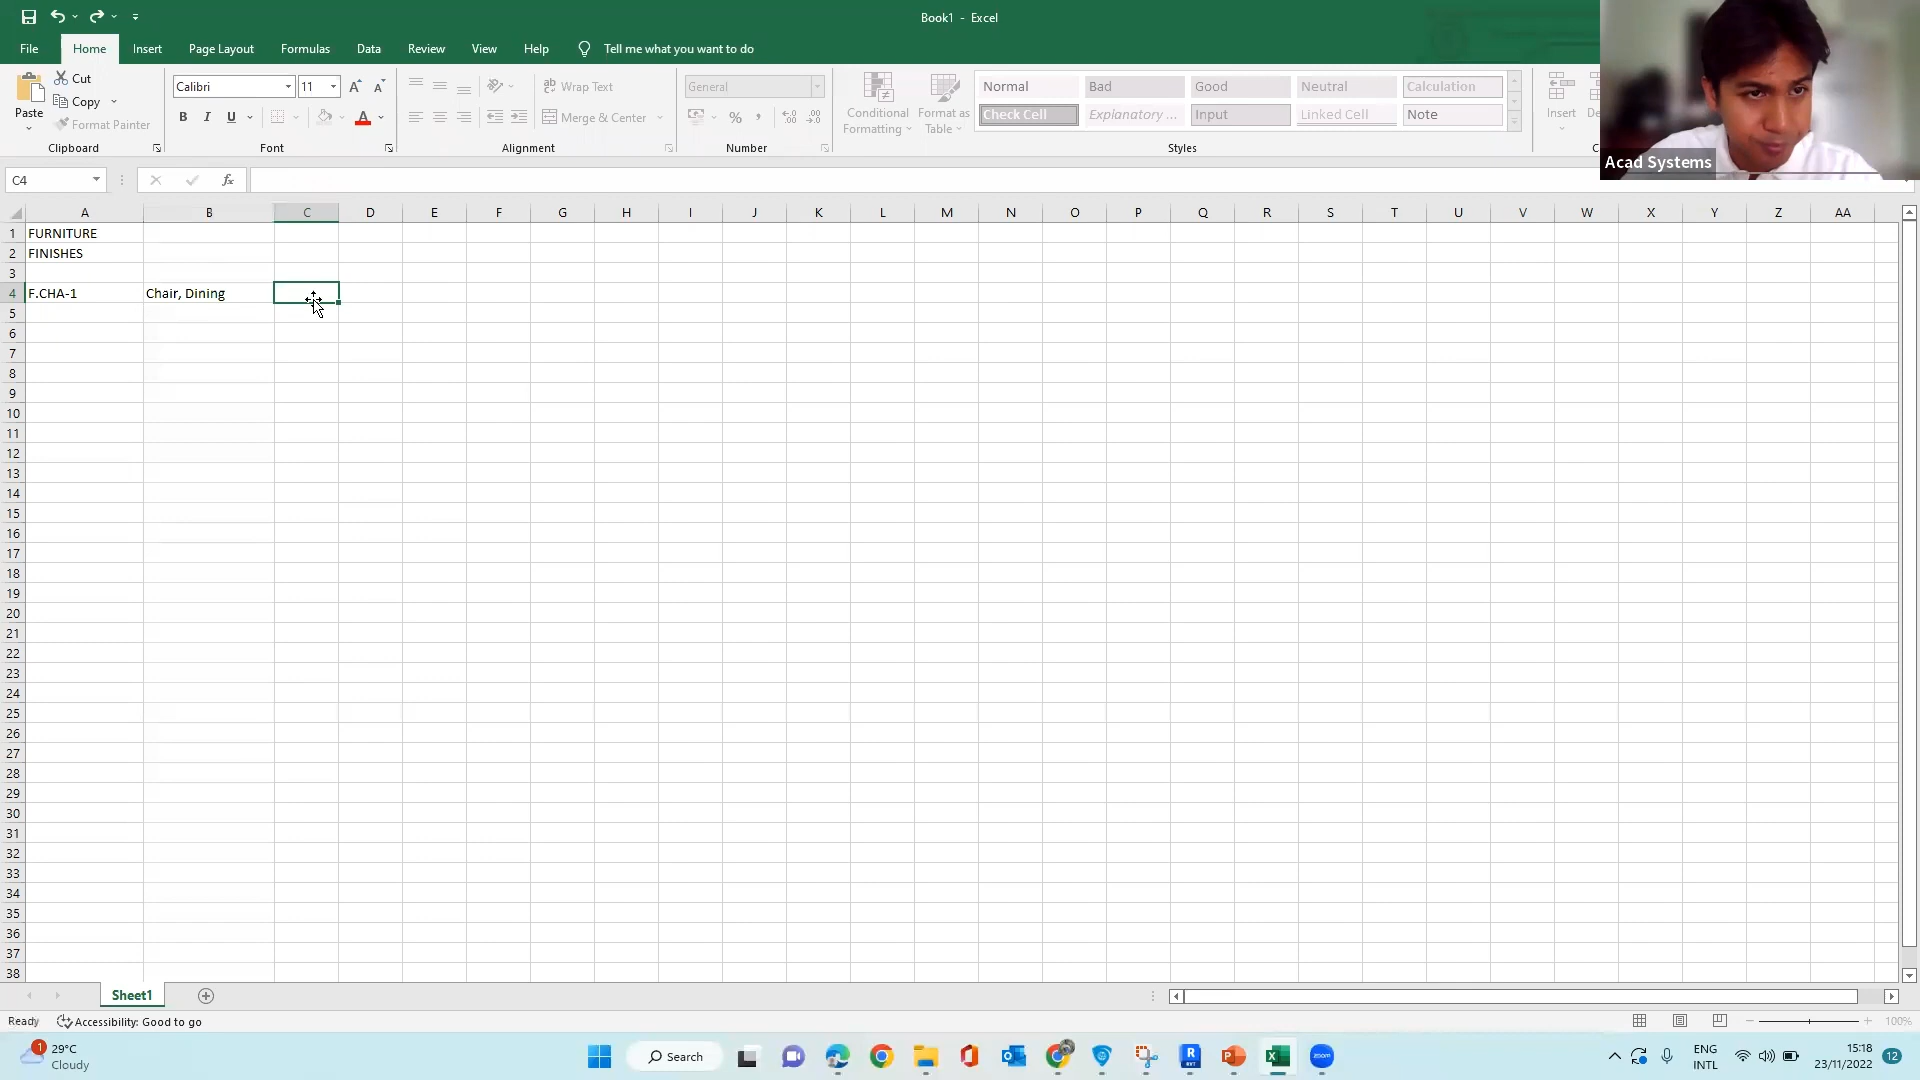 Book1 - Excel
File Home Insert Page Layout Formulas Data Review View Help Tell me what you want to do
Paste
Cut
Copy
Format Painter
Clipboard
Calibri 11
B I U
Font
Wrap Text
Merge & Center
Alignment
General
Number
Conditional Formatting
Format as Table
Normal Bad Good Neutral Calculation
Check Cell Explanatory ... Input Linked Cell Note
Styles
Insert
Acad Systems
C4
fx
A B C D E F G H I J K L M N O P Q R S T U V W X Y Z AA
1 FURNITURE
2 FINISHES
3
4 F.CHA-1 Chair, Dining
5
6
7
8
9
10
11
12
13
14
15
16
17
18
19
20
21
22
23
24
25
26
27
28
29
30
31
32
33
34
35
36
37
38
Sheet1
Ready Accessibility: Good to go
100%
1
29°C
Cloudy
Search
zoom
ENG
INTL
15:18
23/11/2022
12